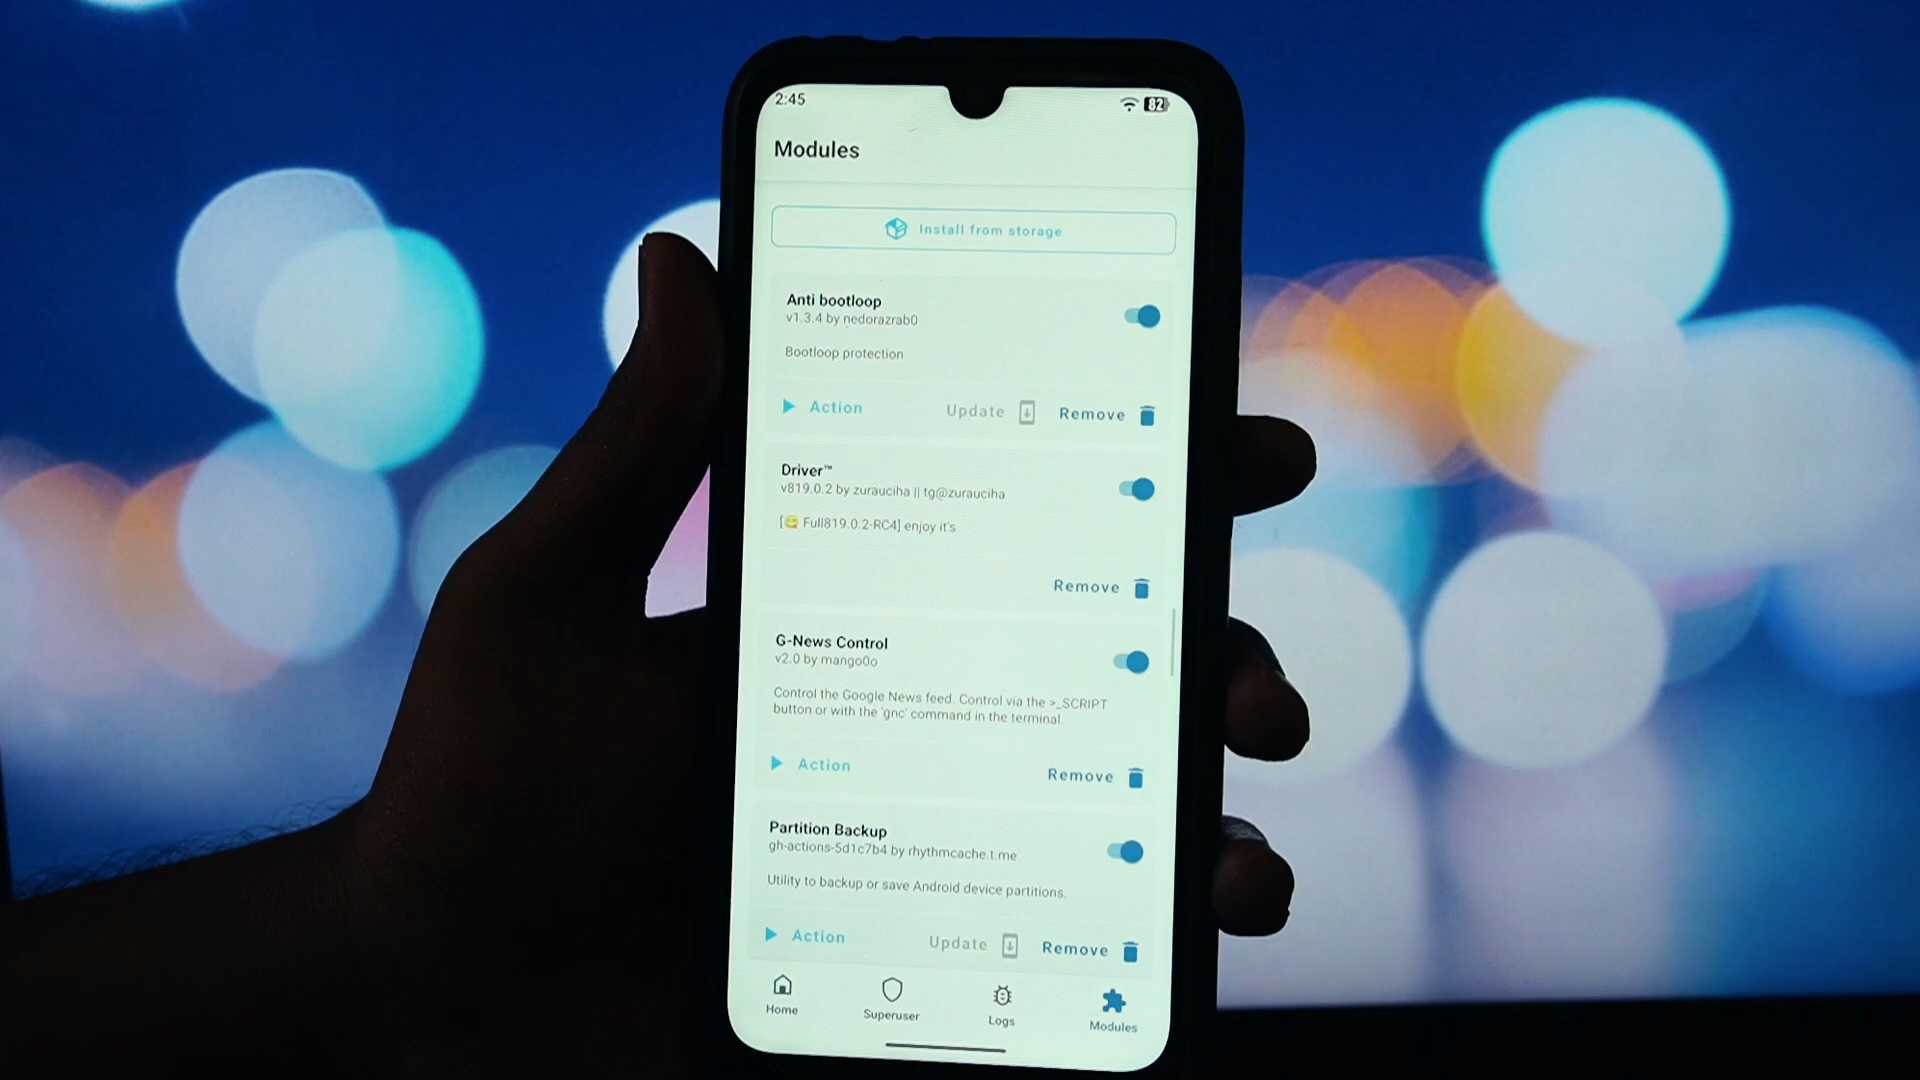 2:45
82
Modules
Install from storage
Anti bootloop
v1.3.4 by nedorazrab0
Bootloop protection
Action Update Remove
Driver™
v819.0.2 by zurauciha || tg@zurauciha
[😋 Full819.0.2-RC4] enjoy it's
Remove
G-News Control
v2.0 by mango0o
Control the Google News feed. Control via the >_SCRIPT
button or with the 'gnc' command in the terminal.
Action Remove
Partition Backup
gh-actions-5d1c7b4 by rhythmcache.t.me
Utility to backup or save Android device partitions.
Action Update Remove
Home Superuser Logs Modules